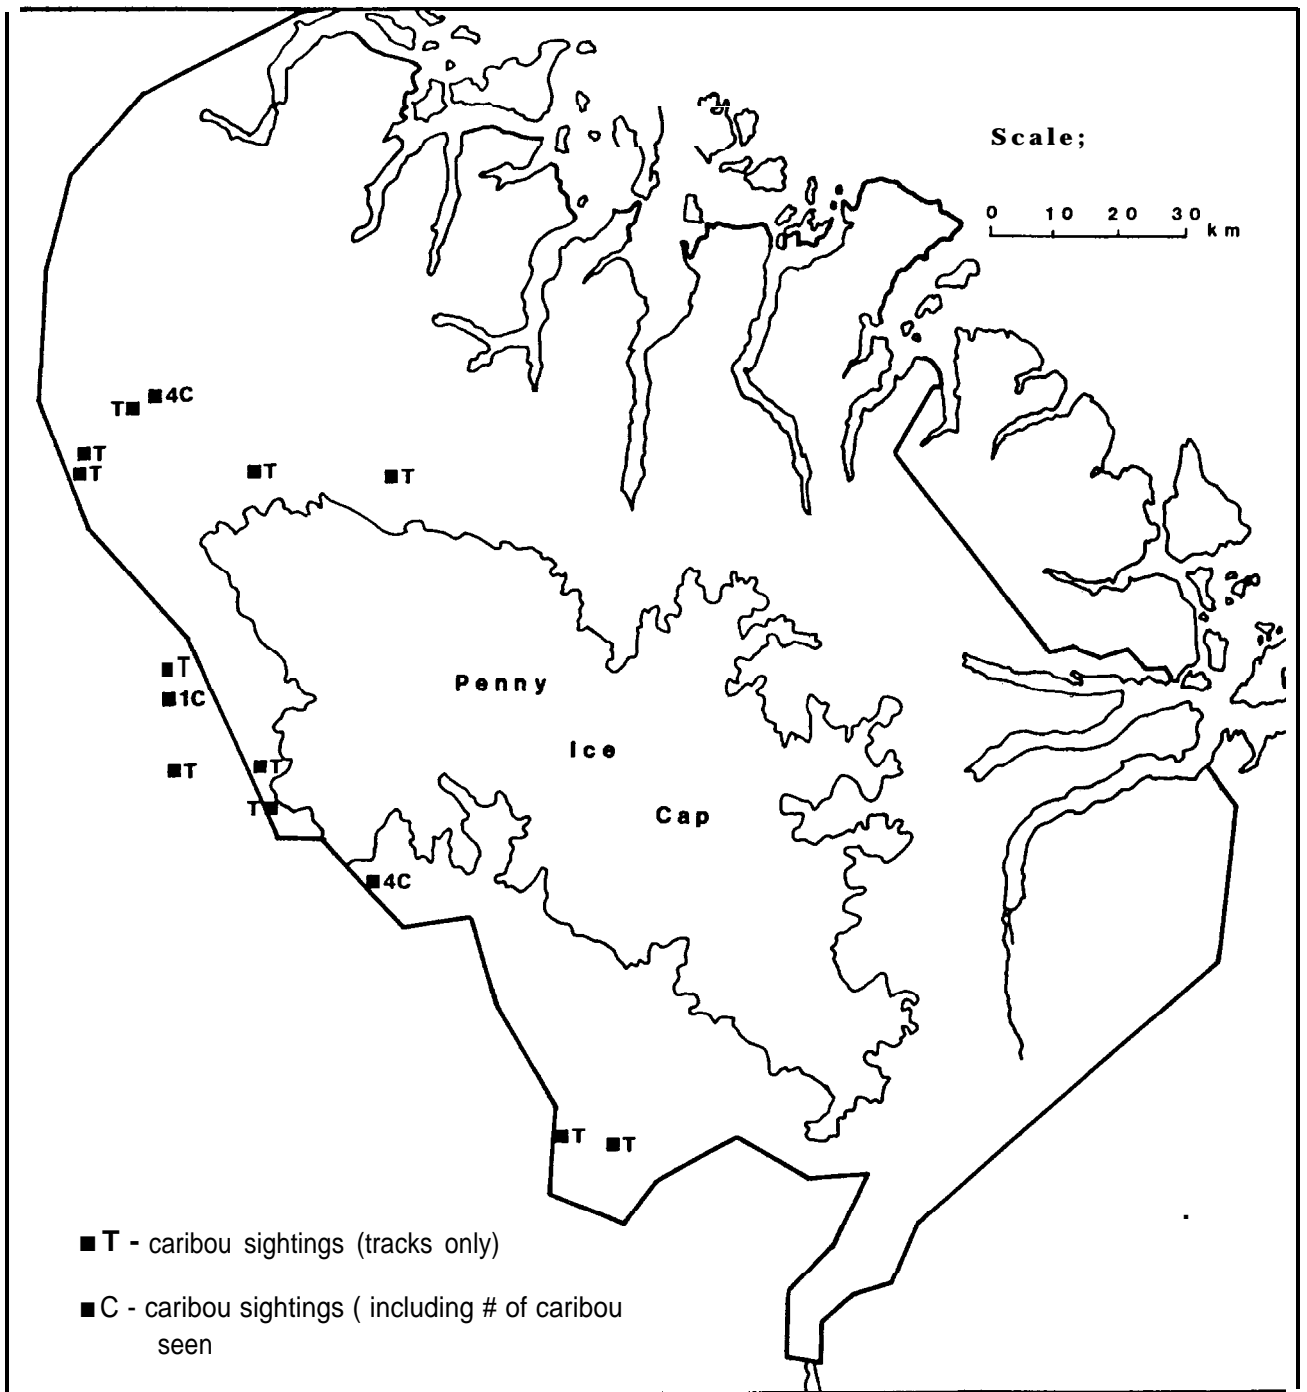 Scale;
0 10 20 30 km
4C
T
T
T
T
T
T
1C
T
T
T
4C
Penny
Ice
Cap
T
T
T - caribou sightings (tracks only)
C - caribou sightings ( including # of caribou
seen